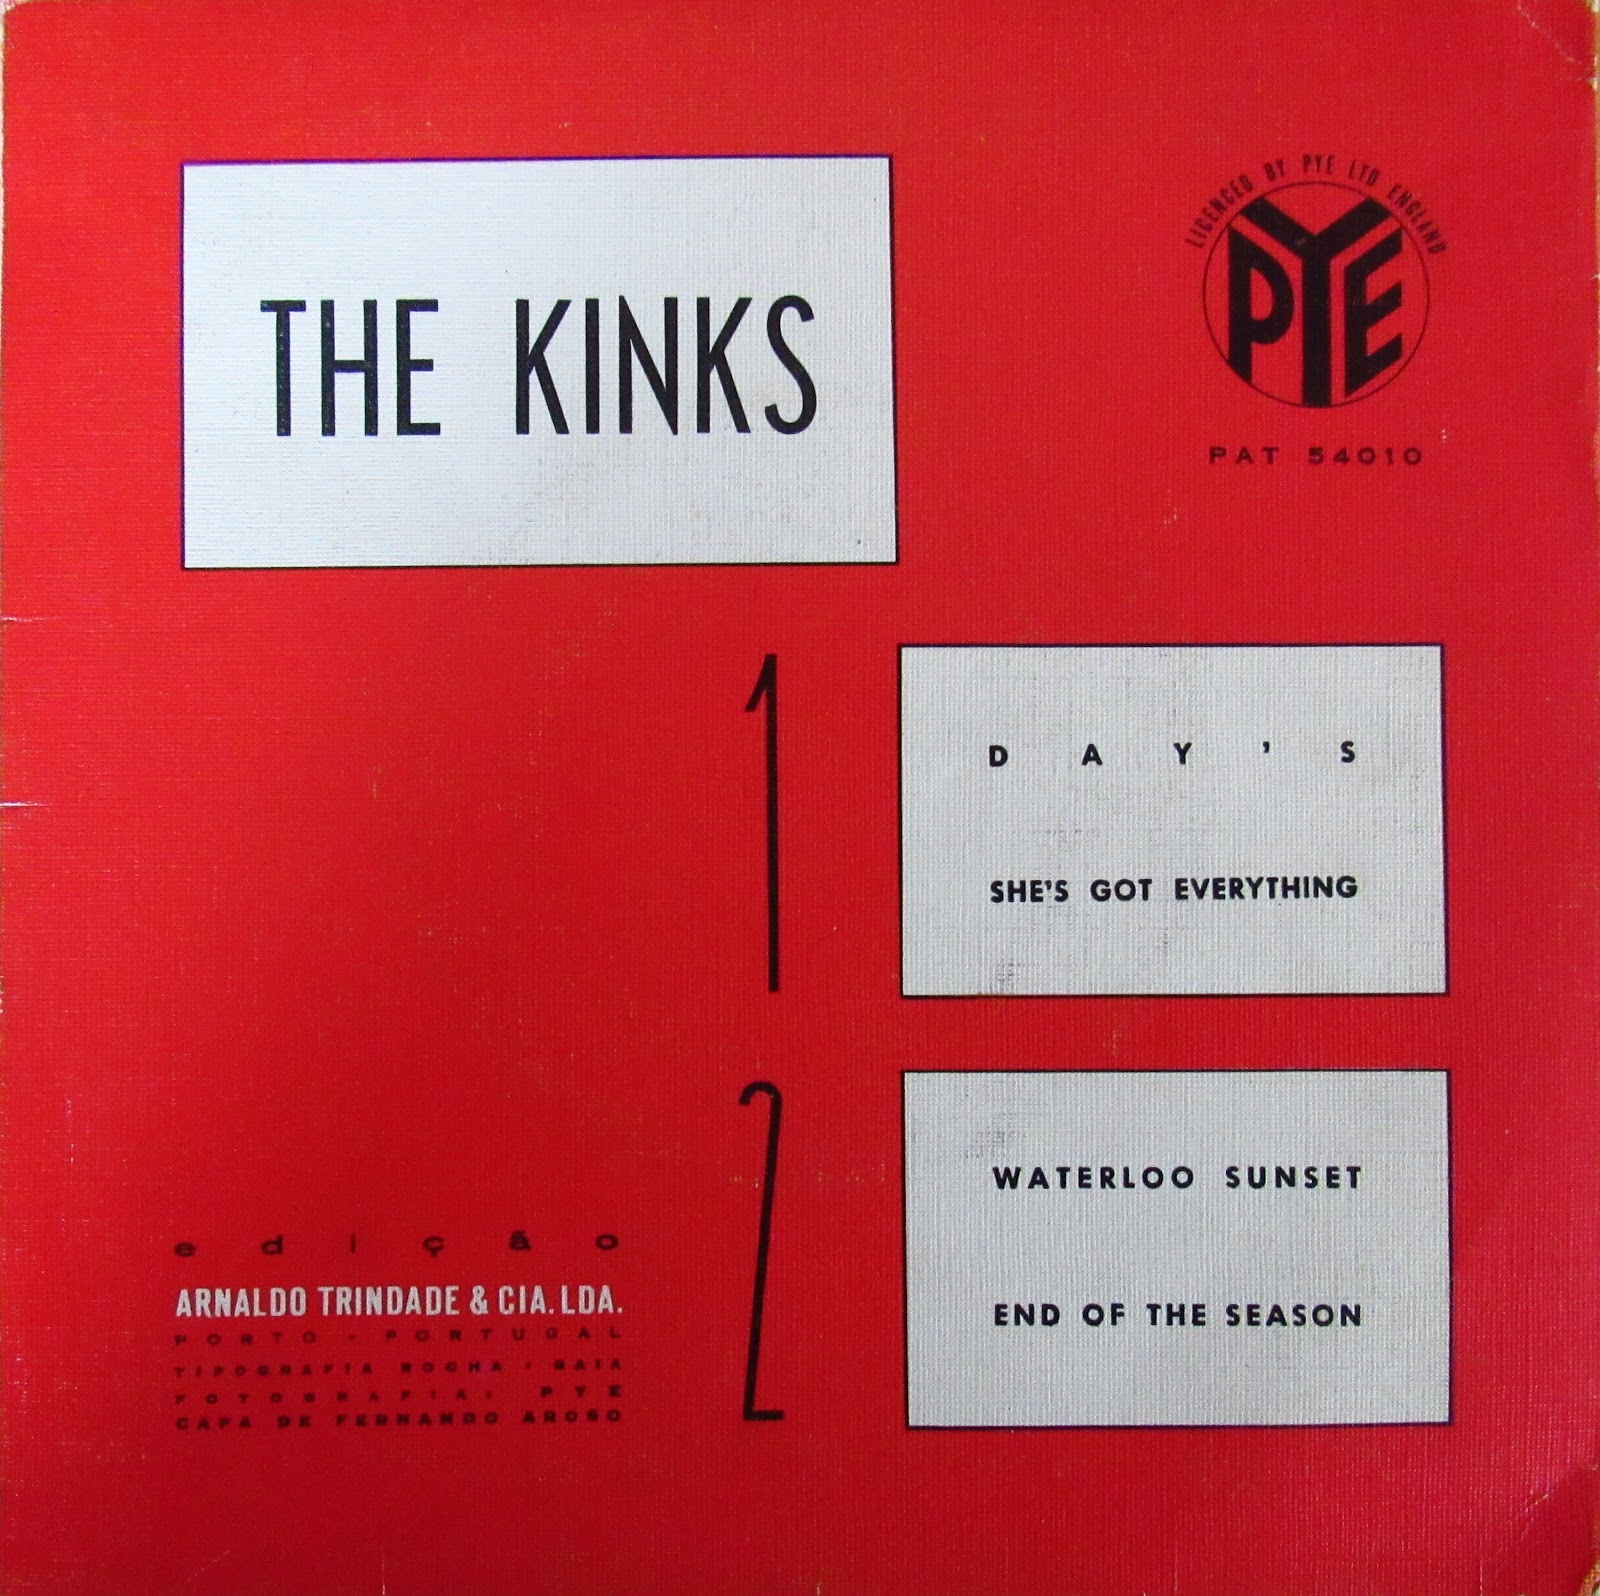 THE KINKS
LICENCED BY PYE LTD ENGLAND
PYE
PAT 54010
1
DAY'S
SHE'S GOT EVERYTHING
2
WATERLOO SUNSET
END OF THE SEASON
edição
ARNALDO TRINDADE & CIA. LDA.
PORTO - PORTUGAL
TIPOGRAFIA ROCHA / GAIA
FOTOGRAFIA: PYE
CAPA DE FERNANDO AROSO